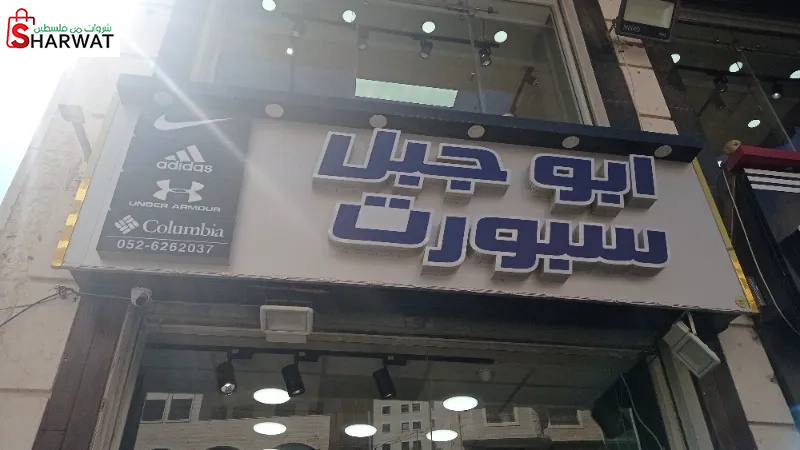 شروات من فلسطين
SHARWAT
ابو جبل
سبورت
adidas
UNDER ARMOUR
Columbia
052-6262037